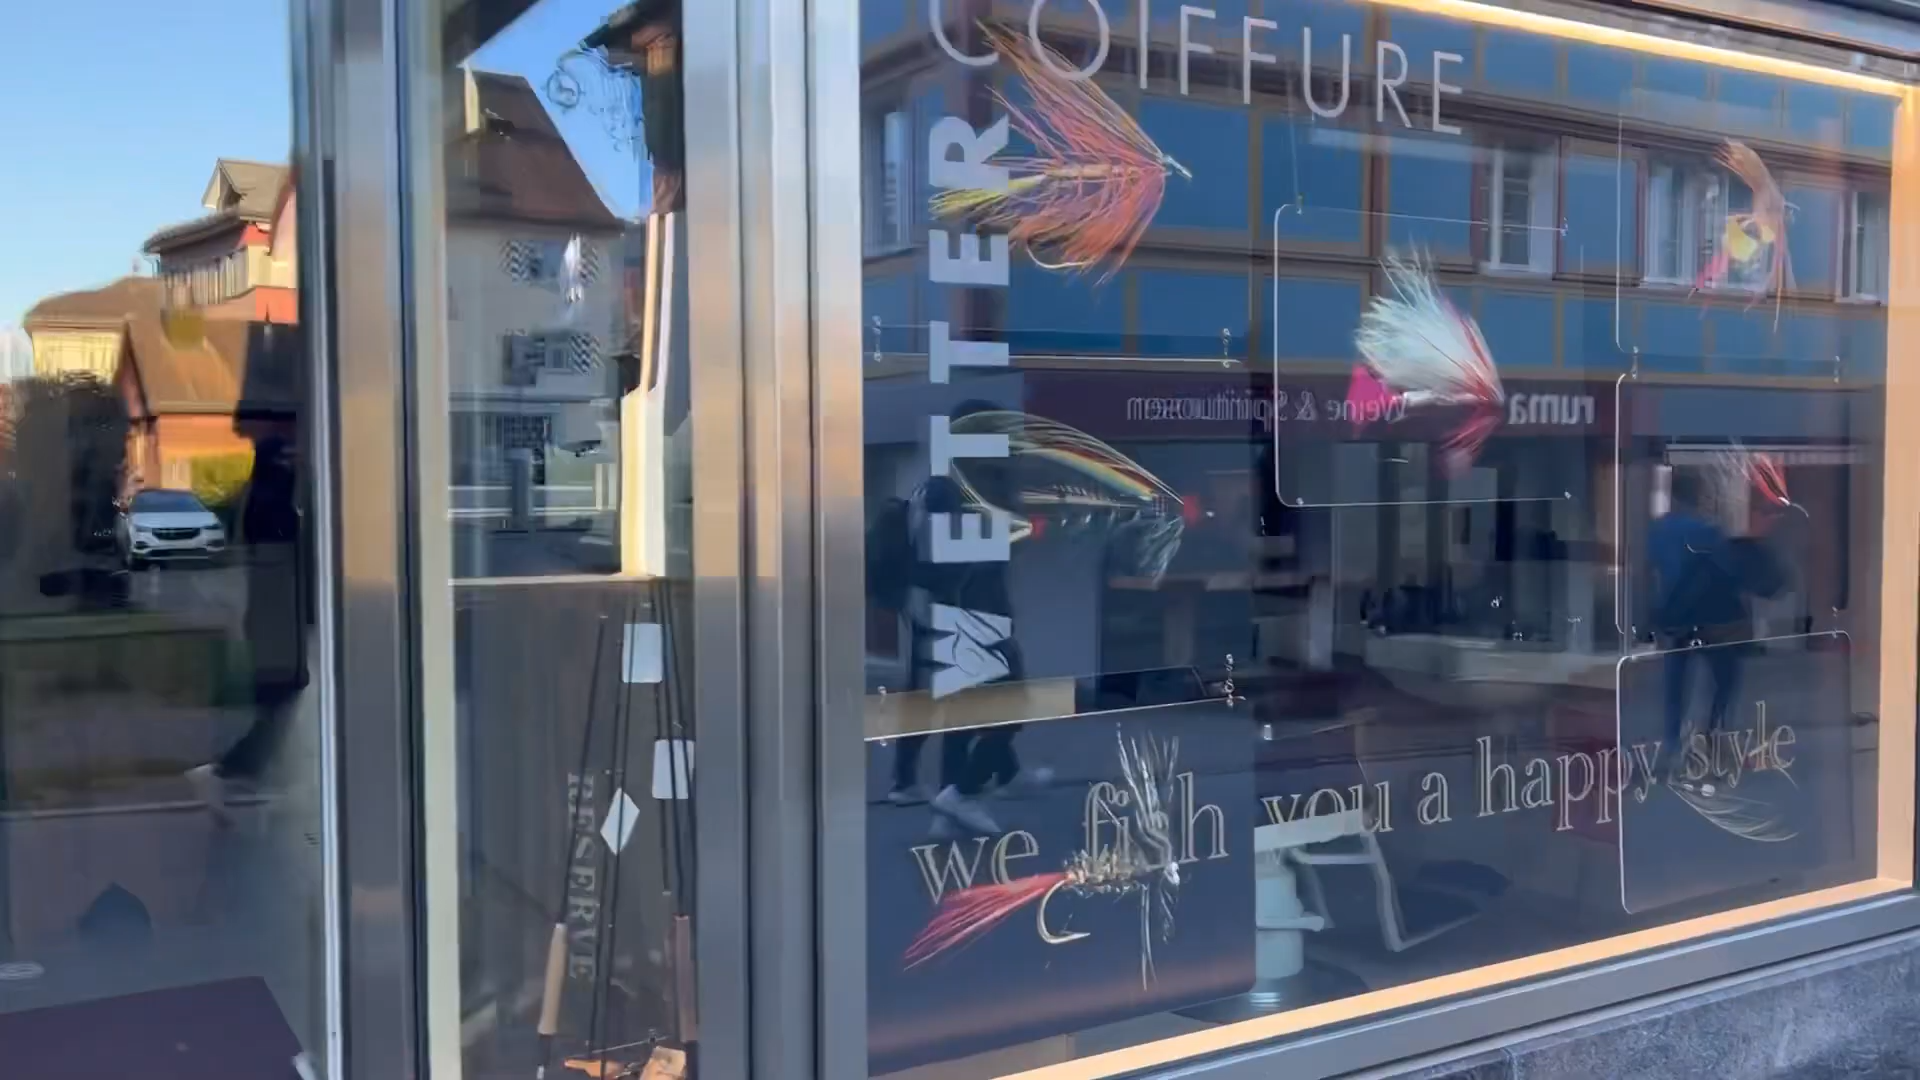 COIFFURE
WETTER
ruma Weine & Spirituosen
we fish you a happy style
RESERVE